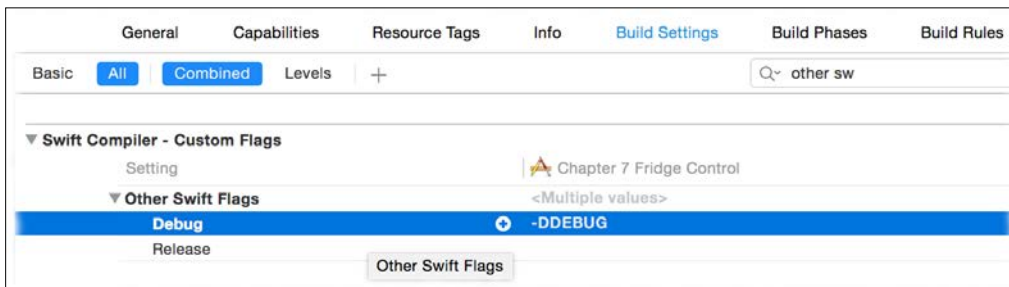 General Capabilities Resource Tags Info Build Settings Build Phases Build Rules
Basic All Combined Levels + other sw
Swift Compiler - Custom Flags
Setting Chapter 7 Fridge Control
Other Swift Flags <Multiple values>
Debug -DDEBUG
Release
Other Swift Flags